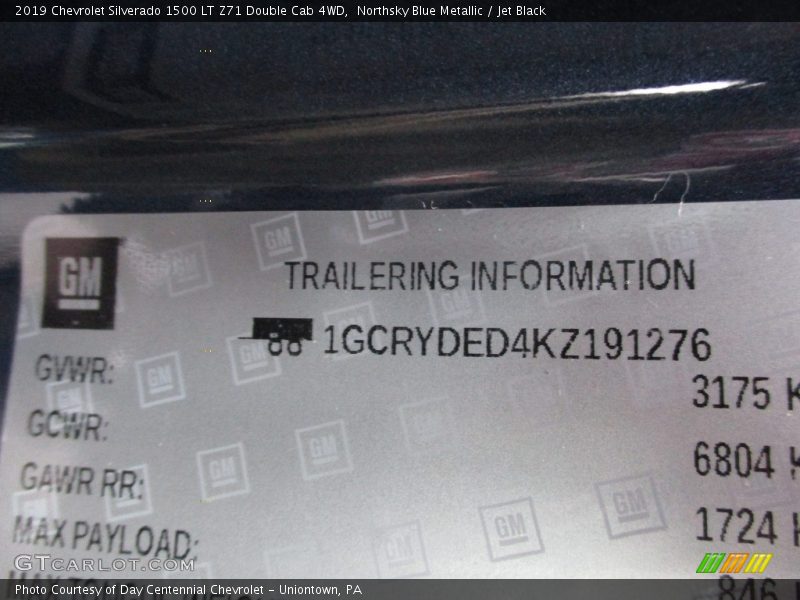 2019 Chevrolet Silverado 1500 LT Z71 Double Cab 4WD, Northsky Blue Metallic / Jet Black
GM
TRAILERING INFORMATION
1GCRYDED4KZ191276
GVWR: 3175 K
GCWR: 6804 K
GAWR RR: 1724 K
MAX PAYLOAD: 846
GTCARLOT.COM
Photo Courtesy of Day Centennial Chevrolet - Uniontown, PA